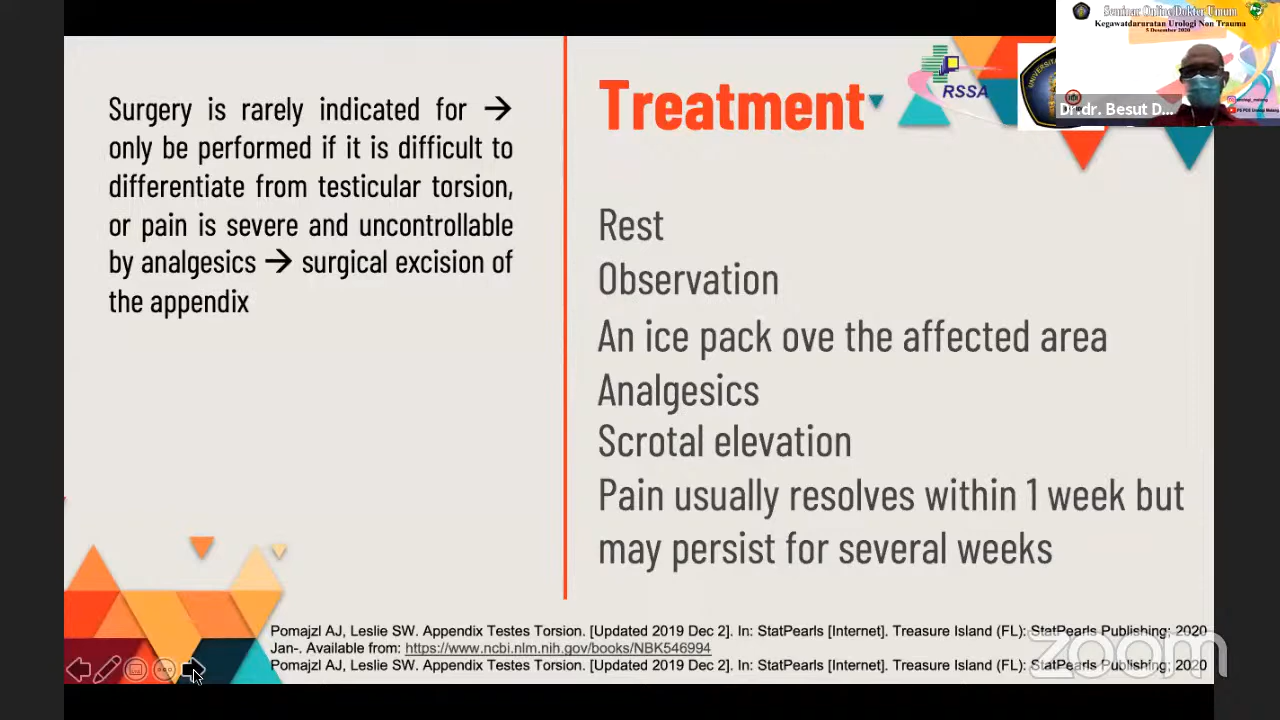 Surgery is rarely indicated for →
only be performed if it is difficult to
differentiate from testicular torsion,
or pain is severe and uncontrollable
by analgesics → surgical excision of
the appendix
Treatment
RSSA
Seminar Online Dokter Umum
Kegawatdaruratan Urologi Non Trauma
5 Desember 2020
Dr.dr. Besut D...
Rest
Observation
An ice pack ove the affected area
Analgesics
Scrotal elevation
Pain usually resolves within 1 week but
may persist for several weeks
Pomajzl AJ, Leslie SW. Appendix Testes Torsion. [Updated 2019 Dec 2]. In: StatPearls [Internet]. Treasure Island (FL): StatPearls Publishing; 2020
Jan-. Available from: https://www.ncbi.nlm.nih.gov/books/NBK546994
Pomajzl AJ, Leslie SW. Appendix Testes Torsion. [Updated 2019 Dec 2]. In: StatPearls [Internet]. Treasure Island (FL): StatPearls Publishing; 2020
zoom